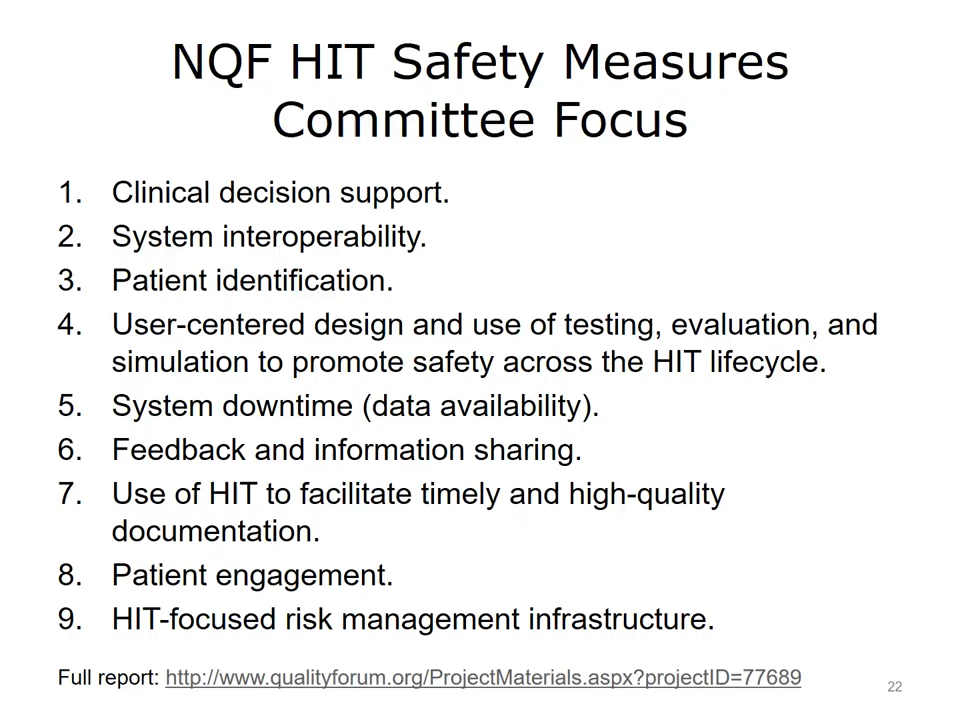 NQF HIT Safety Measures
Committee Focus
1. Clinical decision support.
2. System interoperability.
3. Patient identification.
4. User-centered design and use of testing, evaluation, and
simulation to promote safety across the HIT lifecycle.
5. System downtime (data availability).
6. Feedback and information sharing.
7. Use of HIT to facilitate timely and high-quality
documentation.
8. Patient engagement.
9. HIT-focused risk management infrastructure.
Full report: http://www.qualityforum.org/ProjectMaterials.aspx?projectID=77689
22